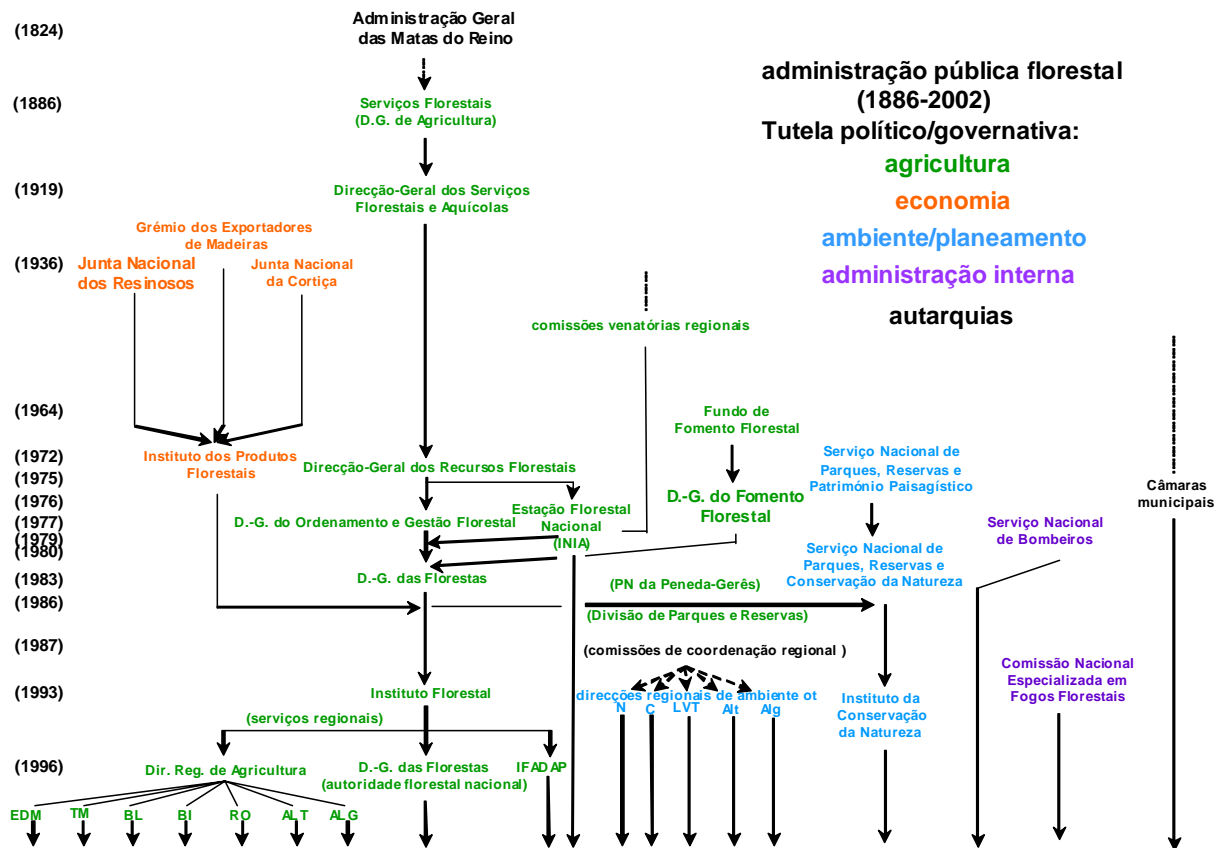 (1824)
Administração Geral
das Matas do Reino
administração pública florestal
(1886-2002)
Tutela político/governativa:
agricultura
economia
ambiente/planeamento
administração interna
autarquias
(1886)
Serviços Florestais
(D.G. de Agricultura)
(1919)
Direcção-Geral dos Serviços
Florestais e Aquícolas
Grémio dos Exportadores
de Madeiras
(1936)
Junta Nacional
dos Resinosos
Junta Nacional
da Cortiça
comissões venatórias regionais
(1964)
Fundo de
Fomento Florestal
(1972)
Instituto dos Produtos
Florestais
Direcção-Geral dos Recursos Florestais
Serviço Nacional de
Parques, Reservas e
Património Paisagístico
(1975)
Câmaras
municipais
(1976)
D.-G. do Fomento
Florestal
Estação Florestal
Nacional
(INIA)
(1977)
D.-G. do Ordenamento e Gestão Florestal
Serviço Nacional
de Bombeiros
(1979)
(1980)
Serviço Nacional de
Parques, Reservas e
Conservação da Natureza
(1983)
D.-G. das Florestas
(PN da Peneda-Gerês)
(1986)
(Divisão de Parques e Reservas)
(1987)
(comissões de coordenação regional )
Comissão Nacional
Especializada em
Fogos Florestais
(1993)
Instituto Florestal
direcções regionais de ambiente ot
N C LVT Alt Alg
Instituto da
Conservação
da Natureza
(serviços regionais)
(1996)
Dir. Reg. de Agricultura
D.-G. das Florestas
(autoridade florestal nacional)
IFADAP
EDM TM BL BI RO ALT ALG